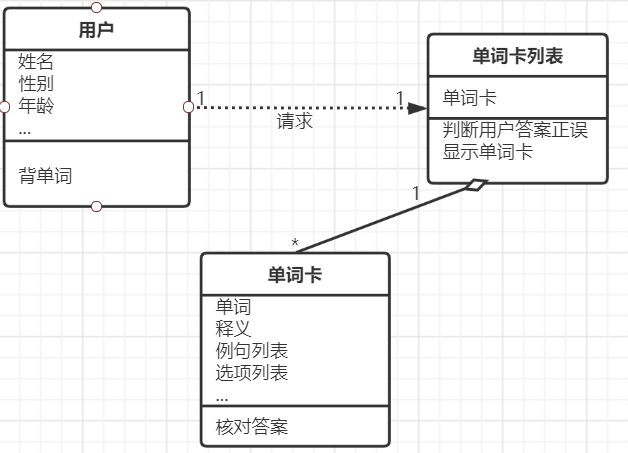 用户
姓名
性别
年龄
...
背单词
1
1
请求
单词卡列表
单词卡
判断用户答案正误
显示单词卡
1
*
单词卡
单词
释义
例句列表
选项列表
...
核对答案